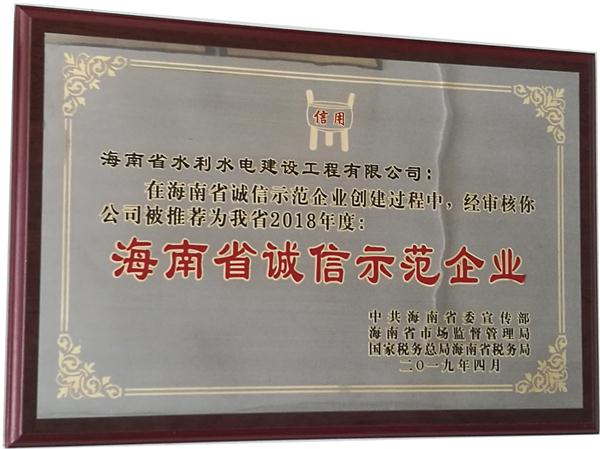 信用
海南省水利水电建设工程有限公司：
在海南省诚信示范企业创建过程中，经审核你
公司被推荐为我省2018年度：
海南省诚信示范企业
中共海南省委宣传部
海南省市场监督管理局
国家税务总局海南省税务局
二〇一九年四月